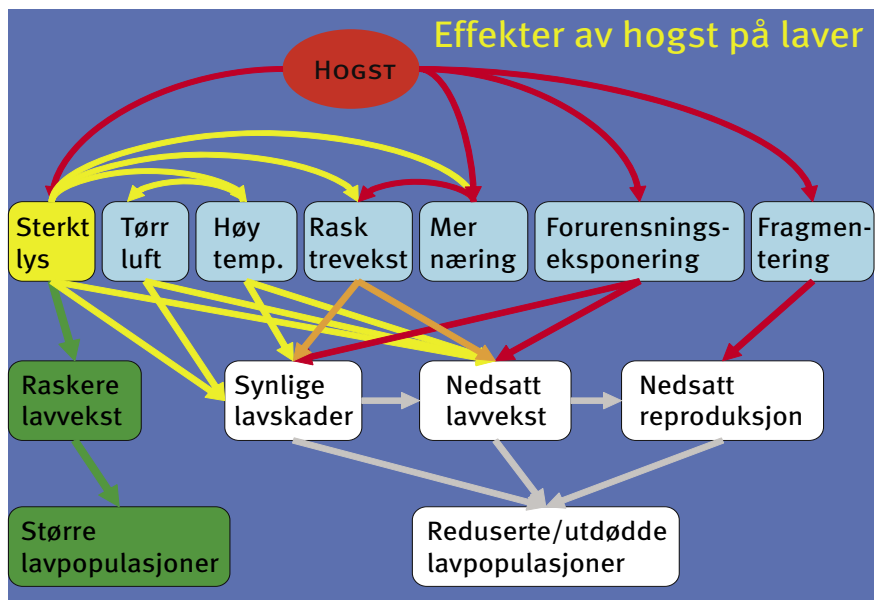 Effekter av hogst på laver
HOGST
Sterkt
lys
Tørr
luft
Høy
temp.
Rask
trevekst
Mer
næring
Forurensnings-
eksponering
Fragmen-
tering
Raskere
lavvekst
Synlige
lavskader
Nedsatt
lavvekst
Nedsatt
reproduksjon
Større
lavpopulasjoner
Reduserte/utdødde
lavpopulasjoner